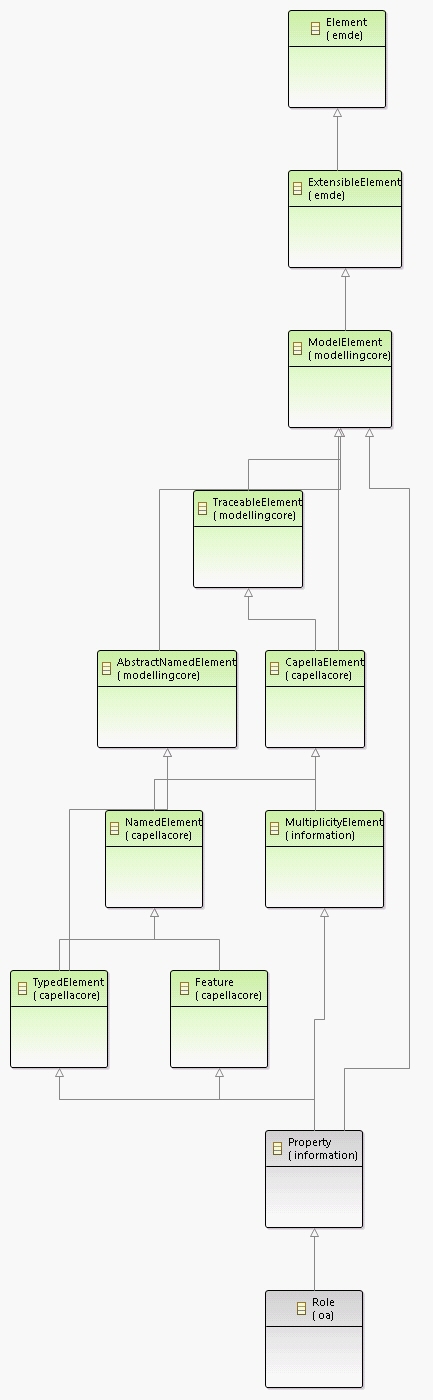 Element
( emde)
ExtensibleElement
( emde)
ModelElement
( modellingcore)
TraceableElement
( modellingcore)
AbstractNamedElement
( modellingcore)
CapellaElement
( capellacore)
NamedElement
( capellacore)
MultiplicityElement
( information)
TypedElement
( capellacore)
Feature
( capellacore)
Property
( information)
Role
( oa)